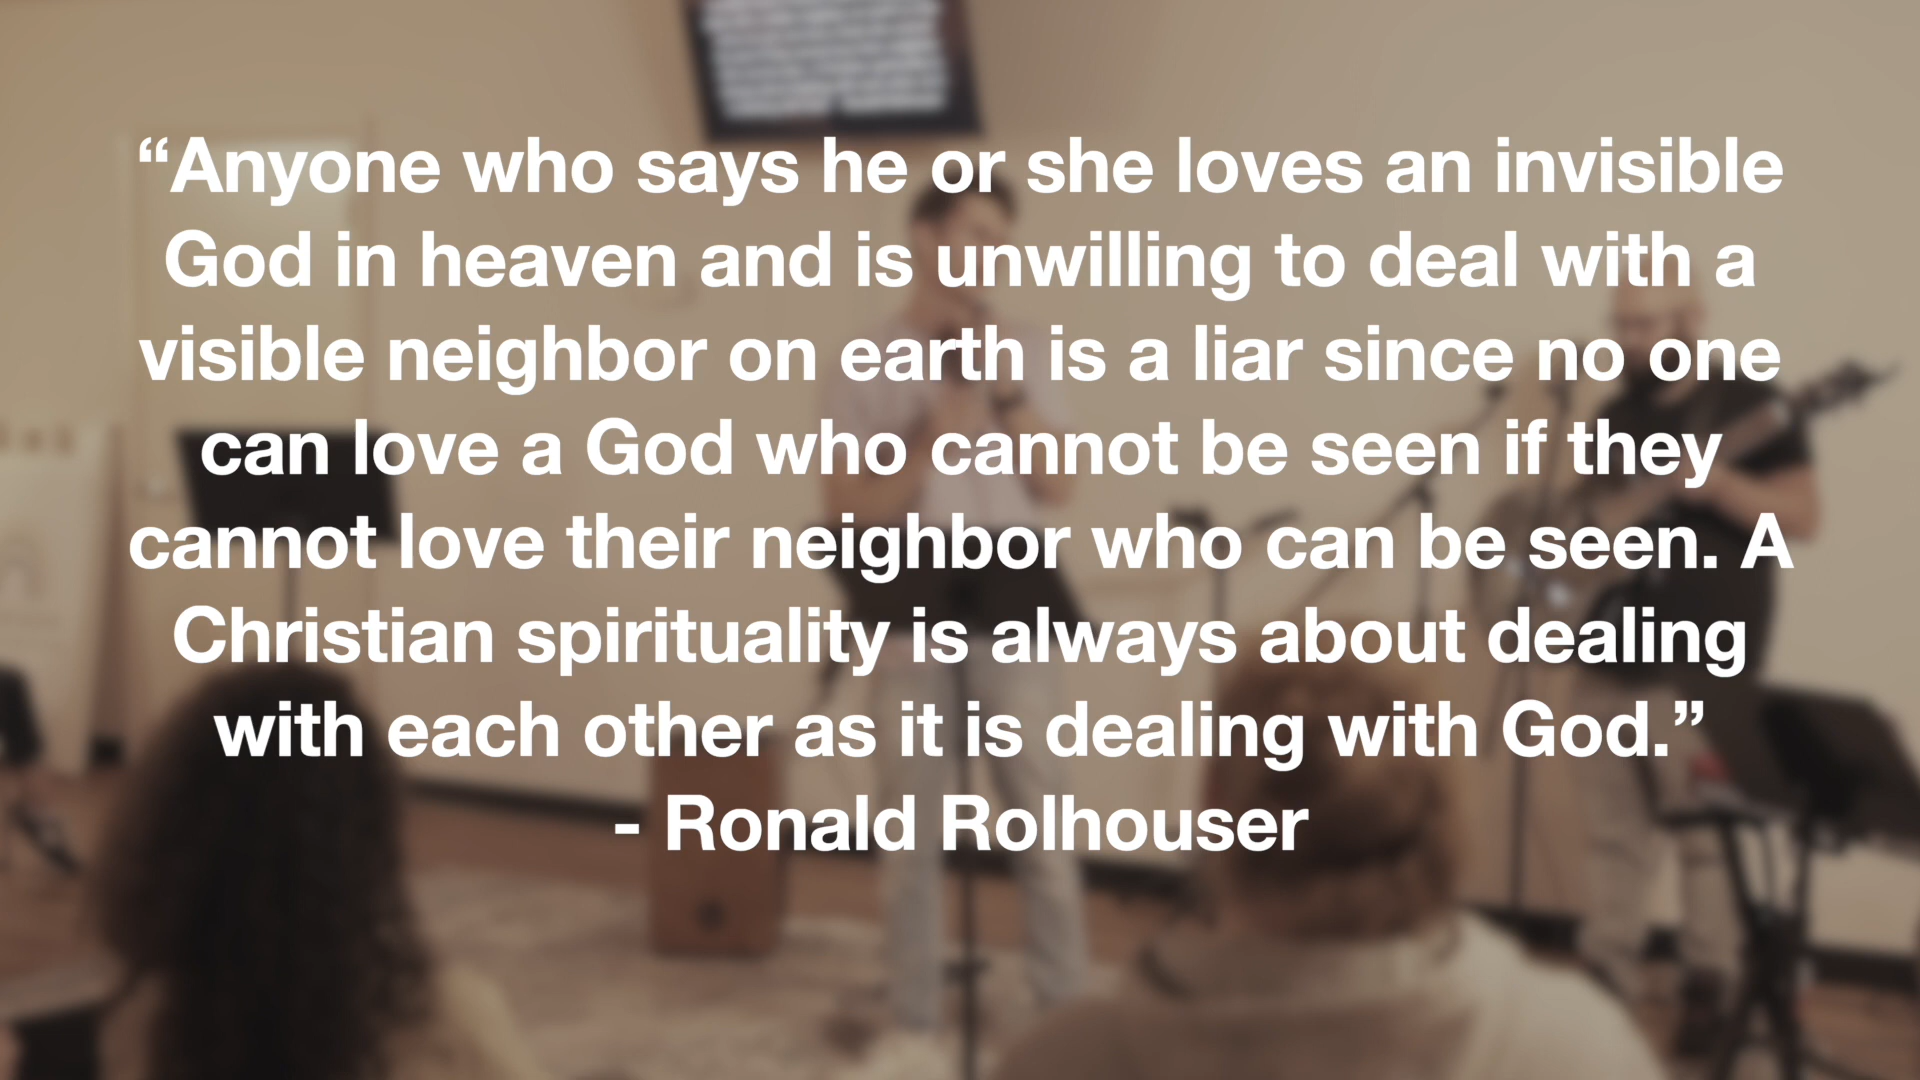 “Anyone who says he or she loves an invisible
God in heaven and is unwilling to deal with a
visible neighbor on earth is a liar since no one
can love a God who cannot be seen if they
cannot love their neighbor who can be seen. A
Christian spirituality is always about dealing
with each other as it is dealing with God.”
- Ronald Rolhouser